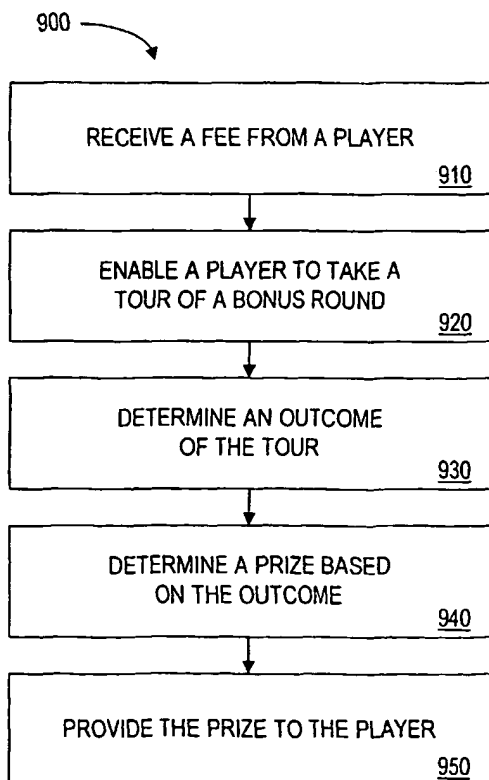 900
RECEIVE A FEE FROM A PLAYER
910
ENABLE A PLAYER TO TAKE A
TOUR OF A BONUS ROUND
920
DETERMINE AN OUTCOME
OF THE TOUR
930
DETERMINE A PRIZE BASED
ON THE OUTCOME
940
PROVIDE THE PRIZE TO THE PLAYER
950